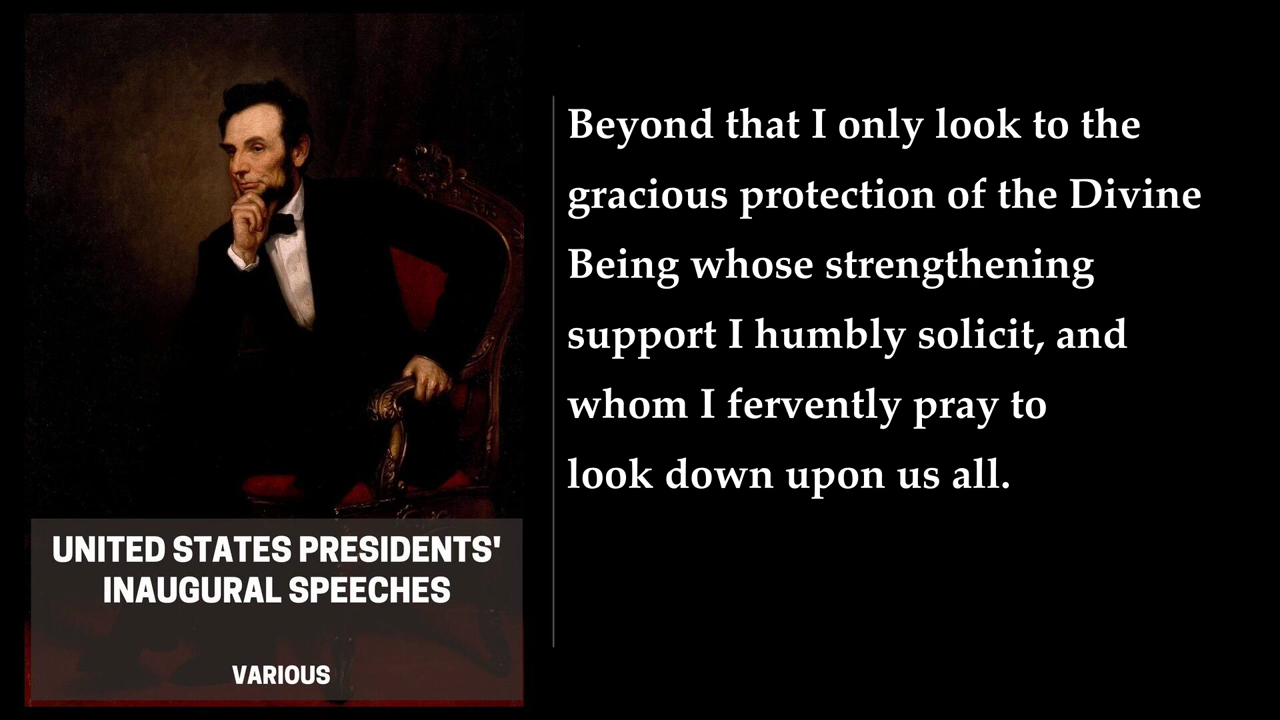 Beyond that I only look to the
gracious protection of the Divine
Being whose strengthening
support I humbly solicit, and
whom I fervently pray to
look down upon us all.
UNITED STATES PRESIDENTS'
INAUGURAL SPEECHES
VARIOUS